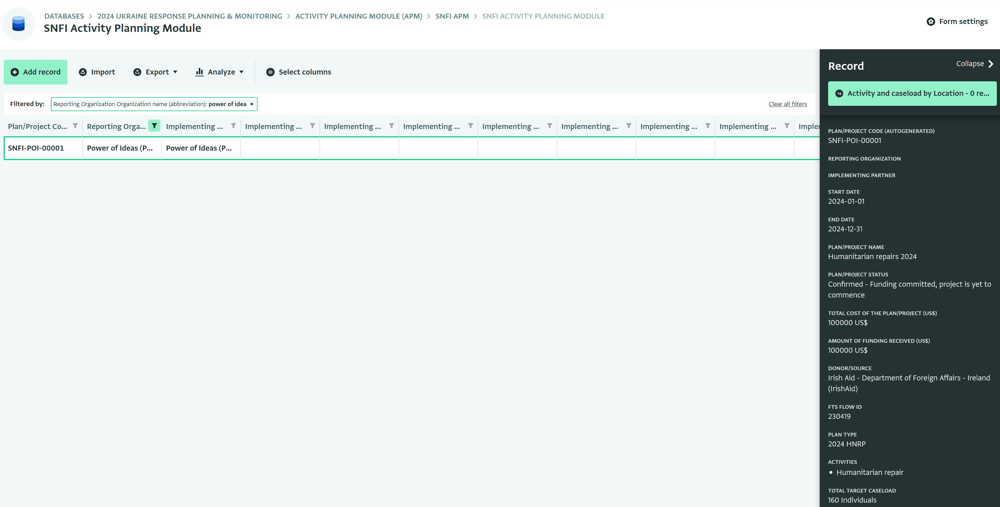 DATABASES > 2024 UKRAINE RESPONSE PLANNING & MONITORING > ACTIVITY PLANNING MODULE (APM) > SNFI APM > SNFI ACTIVITY PLANNING MODULE
SNFI Activity Planning Module
Form settings
Add record Import Export Analyze Select columns
Filtered by: Reporting Organization Organization name (abbreviation): power of idea × Clear all filters
Plan/Project Co... Reporting Orga... Implementing ... Implementing ... Implementing ... Implementing ... Implementing ... Implementing ... Implementing ... Implementing ... Imple
SNFI-POI-00001 Power of Ideas (P... Power of Ideas (P...
Record
Collapse
Activity and caseload by Location - 0 re...
PLAN/PROJECT CODE (AUTOGENERATED)
SNFI-POI-00001
REPORTING ORGANIZATION
IMPLEMENTING PARTNER
START DATE
2024-01-01
END DATE
2024-12-31
PLAN/PROJECT NAME
Humanitarian repairs 2024
PLAN/PROJECT STATUS
Confirmed - Funding committed, project is yet to
commence
TOTAL COST OF THE PLAN/PROJECT (US$)
100000 US$
AMOUNT OF FUNDING RECEIVED (US$)
100000 US$
DONOR/SOURCE
Irish Aid - Department of Foreign Affairs - Ireland
(IrishAid)
FTS FLOW ID
230419
PLAN TYPE
2024 HNRP
ACTIVITIES
• Humanitarian repair
TOTAL TARGET CASELOAD
160 Individuals